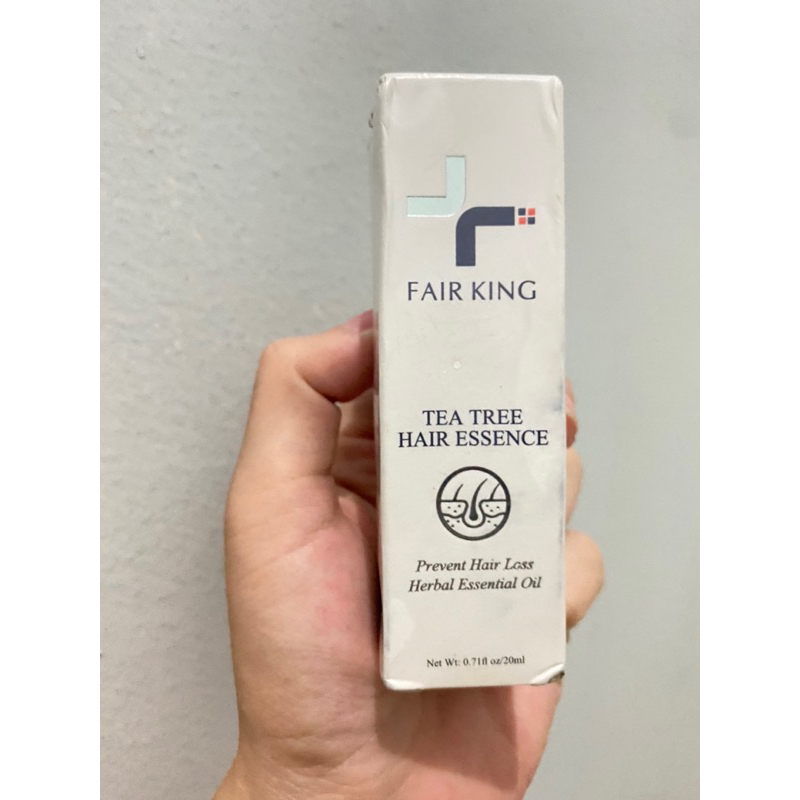 FAIR KING
TEA TREE
HAIR ESSENCE
Prevent Hair Loss
Herbal Essential Oil
Net Wt: 0.71fl oz/20ml